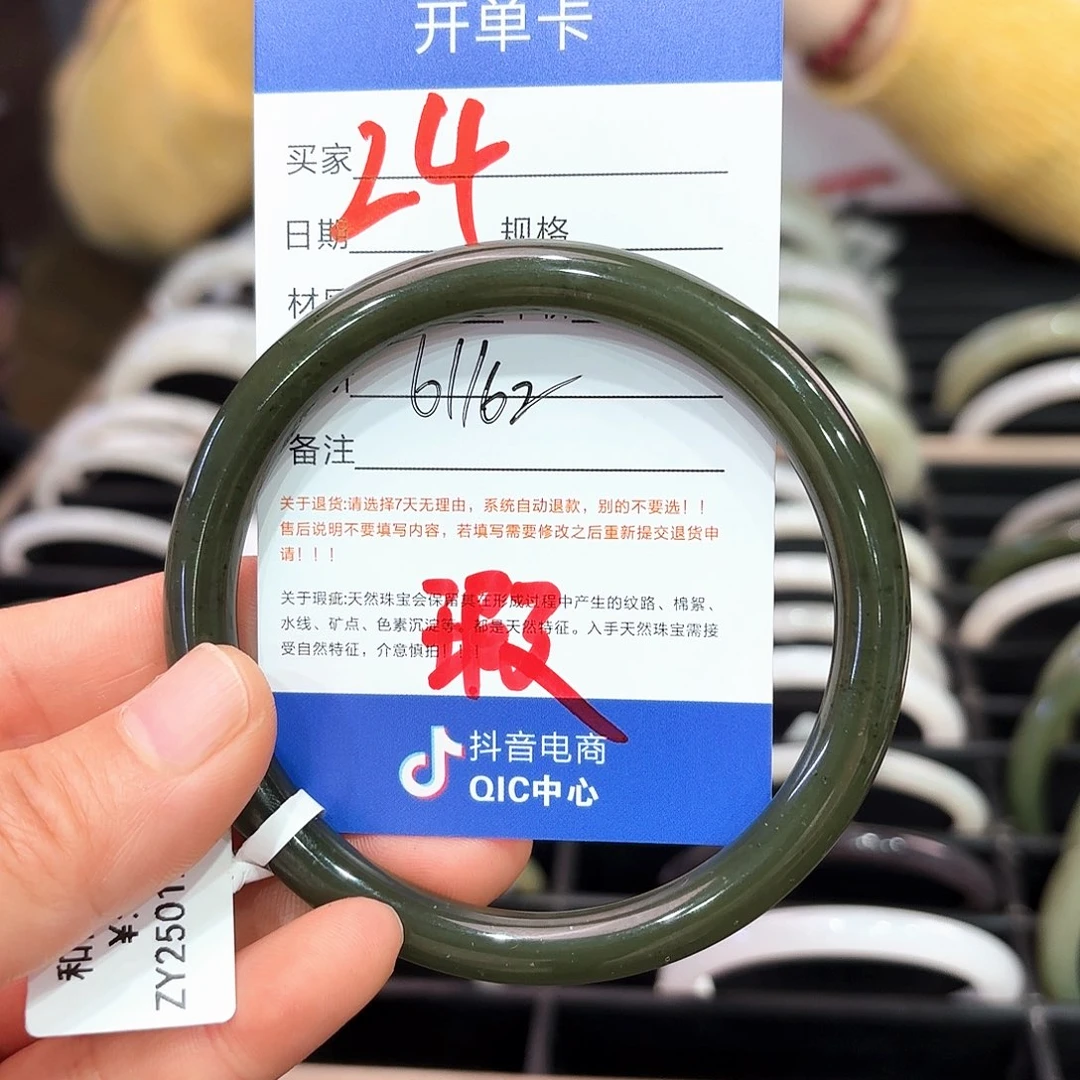 开单卡
24
买家
日期 规格
61/62
备注
关于退货:请选择7天无理由，系统自动退款，别的不要选！！
售后说明不要填写内容，若填写需要修改之后重新提交退货申
请！！！
关于瑕疵:天然珠宝会保留其在形成过程中产生的纹路、棉絮、
水线、矿点、色素沉淀等，都是天然特征。入手天然珠宝需接
受自然特征，介意慎拍！！！
瑕
抖音电商
QIC中心
和
¥:
ZY2501